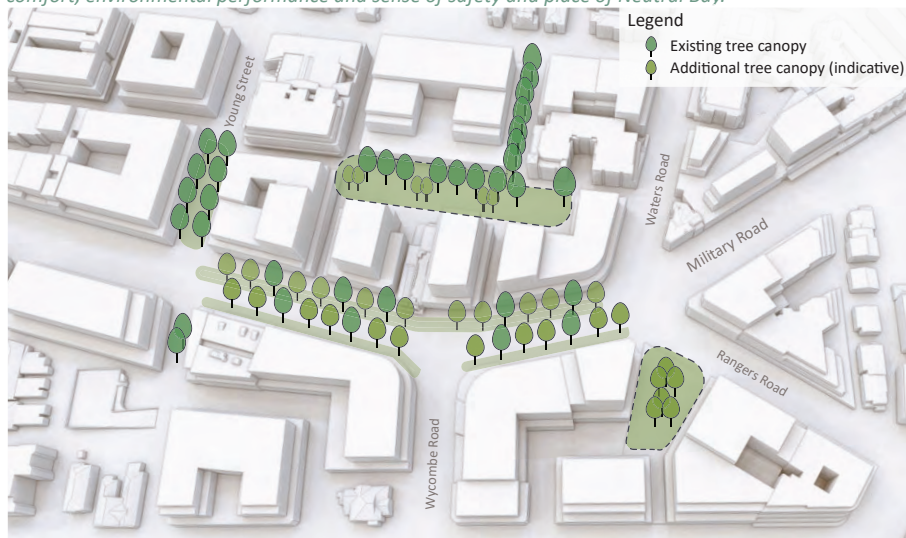 comfort, environmental performance and sense of safety and place of Neutral Bay.
Legend
Existing tree canopy
Additional tree canopy (indicative)
Young Street
Waters Road
Military Road
Rangers Road
Wycombe Road